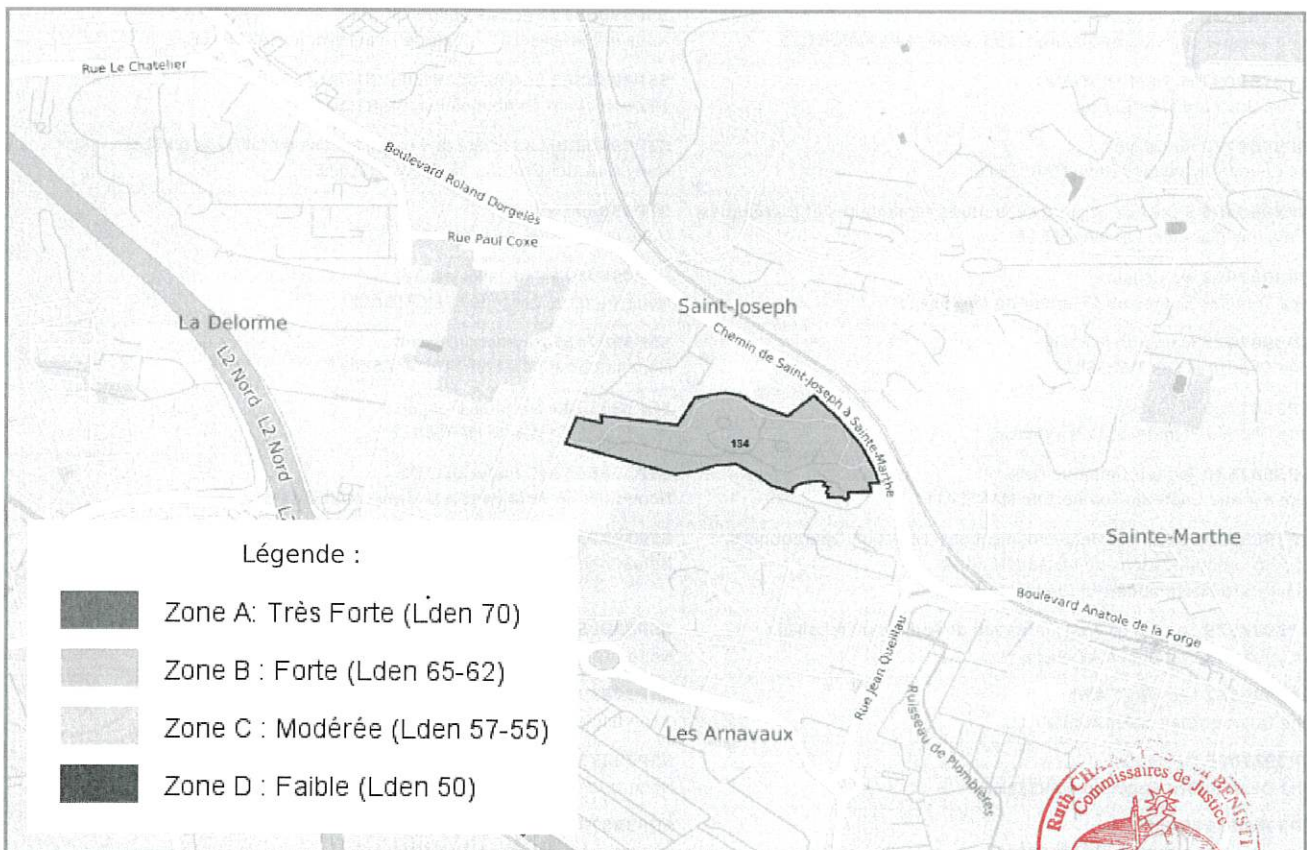 Rue Le Chatelier
Boulevard Roland Dorgelès
Rue Paul Coxe
La Delorme
Saint-Joseph
Chemin de Saint-Joseph à Sainte-Marthe
L2 Nord L2 Nord
134
Sainte-Marthe
Boulevard Anatole de la Forge
Rue Jean Queillau
Ruisseau de Plombières
Les Arnavaux
Légende :
Zone A: Très Forte (Lden 70)
Zone B : Forte (Lden 65-62)
Zone C : Modérée (Lden 57-55)
Zone D : Faible (Lden 50)
Ruth
BENISTI
Commissaires de Justice